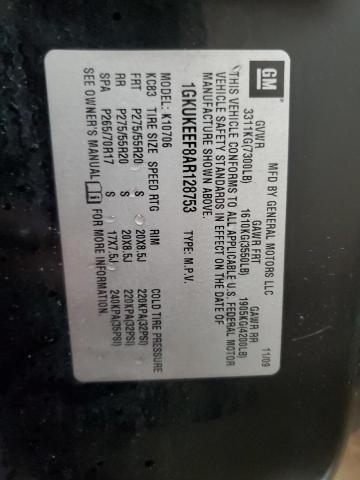 GM
MFD BY GENERAL MOTORS LLC 11/09
GVWR GAWR FRT GAWR RR
3311KG(7300LB) 1610KG(3550LB) 1905KG(4200LB)
THIS VEHICLE CONFORMS TO ALL APPLICABLE U.S. FEDERAL MOTOR
VEHICLE SAFETY STANDARDS IN EFFECT ON THE DATE OF
MANUFACTURE SHOWN ABOVE.
1GKUKEEF8AR128753 TYPE: M.P.V.
MODEL: K10706
KC83 TIRE SIZE SPEED RTG RIM COLD TIRE PRESSURE
FRT P275/55R20 S 20X8.5J 220KPA(32PSI)
RR P275/55R20 S 20X8.5J 220KPA(32PSI)
SPA P265/70R17 S 17X7.5J 240KPA(35PSI)
SEE OWNER'S MANUAL FOR MORE INFORMATION.